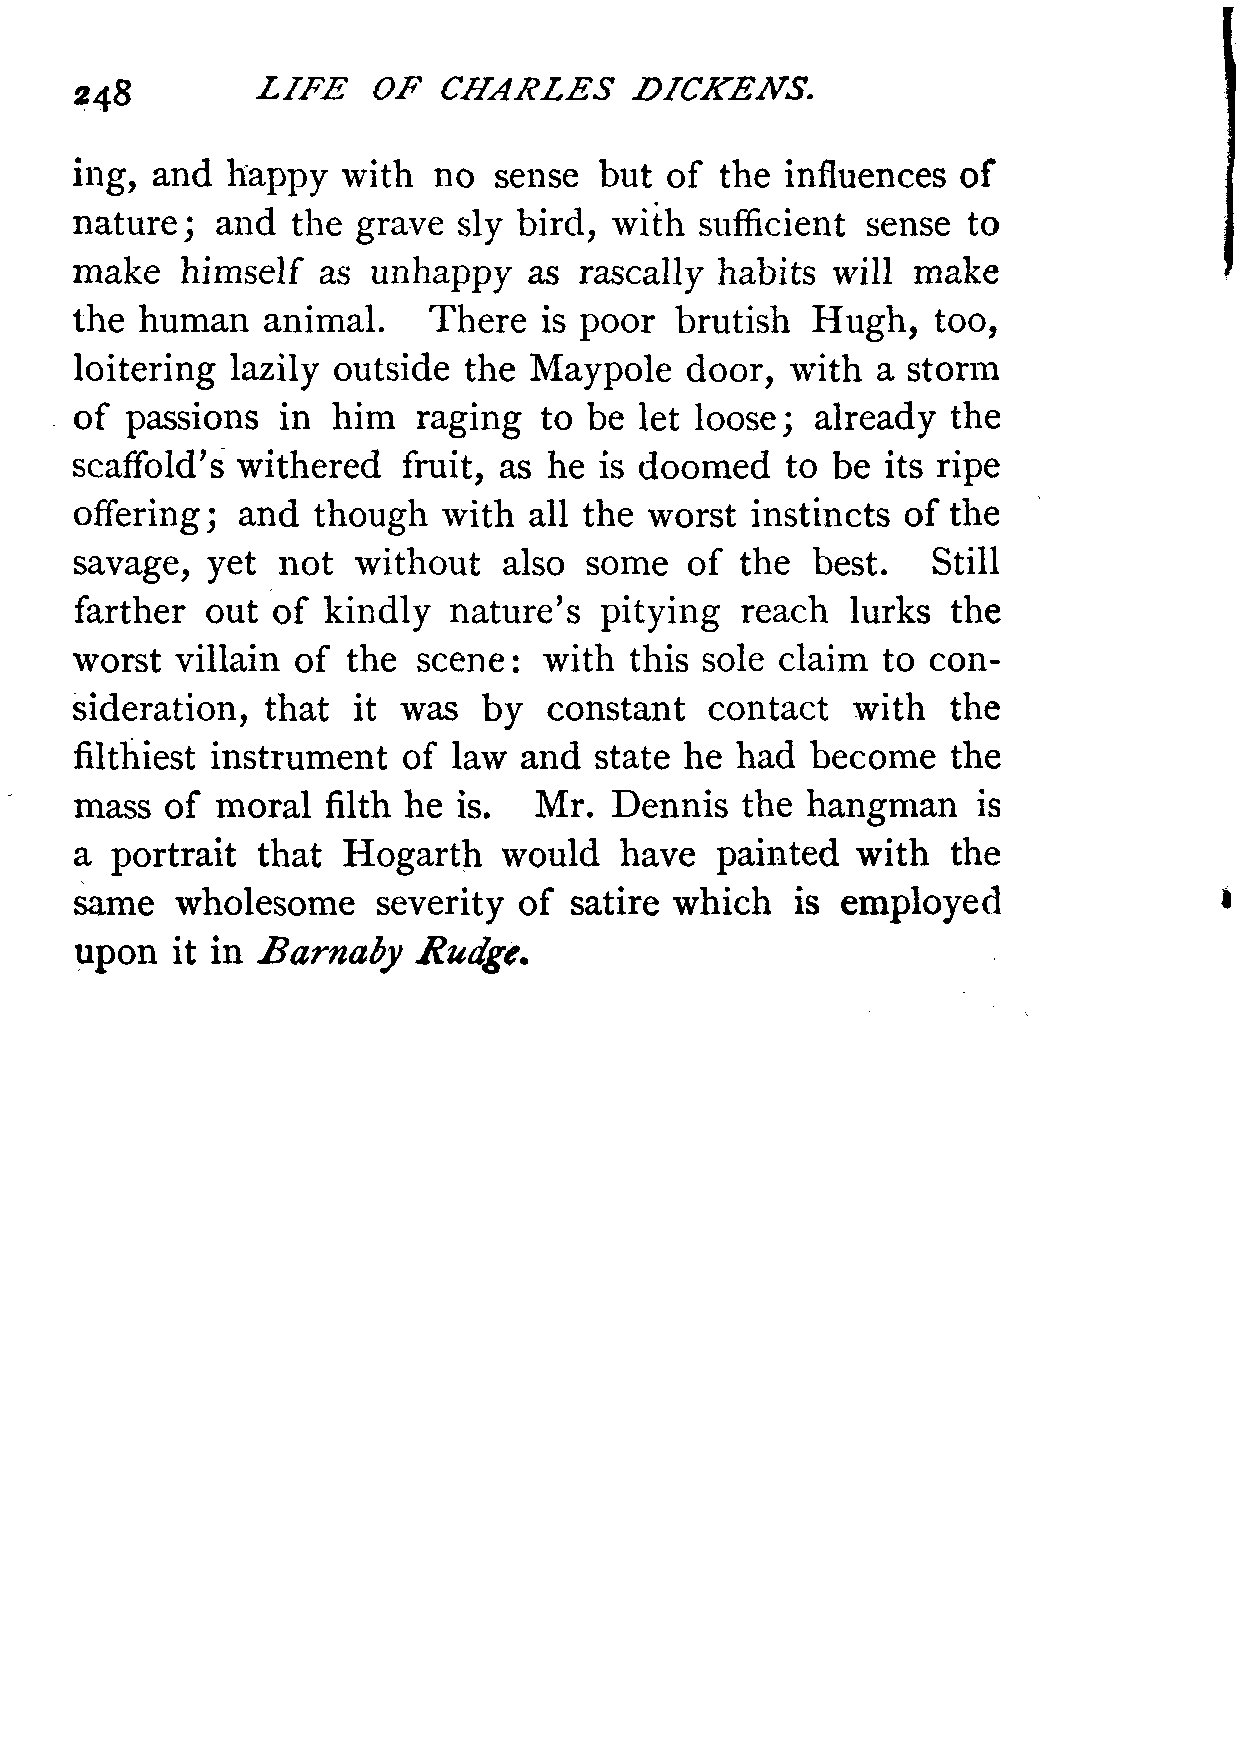 248 LIFE OF CHARLES DICKENS.
ing, and happy with no sense but of the influences of
nature; and the grave sly bird, with sufficient sense to
make himself as unhappy as rascally habits will make
the human animal. There is poor brutish Hugh, too,
loitering lazily outside the Maypole door, with a storm
of passions in him raging to be let loose; already the
scaffold's withered fruit, as he is doomed to be its ripe
offering; and though with all the worst instincts of the
savage, yet not without also some of the best. Still
farther out of kindly nature's pitying reach lurks the
worst villain of the scene: with this sole claim to con-
sideration, that it was by constant contact with the
filthiest instrument of law and state he had become the
mass of moral filth he is. Mr. Dennis the hangman is
a portrait that Hogarth would have painted with the
same wholesome severity of satire which is employed
upon it in Barnaby Rudge.